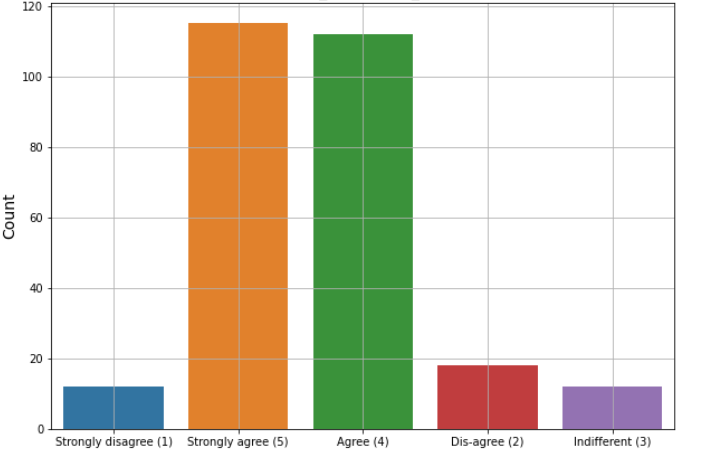 120
100
80
60
40
20
0
Count
Strongly disagree (1)
Strongly agree (5)
Agree (4)
Dis-agree (2)
Indifferent (3)